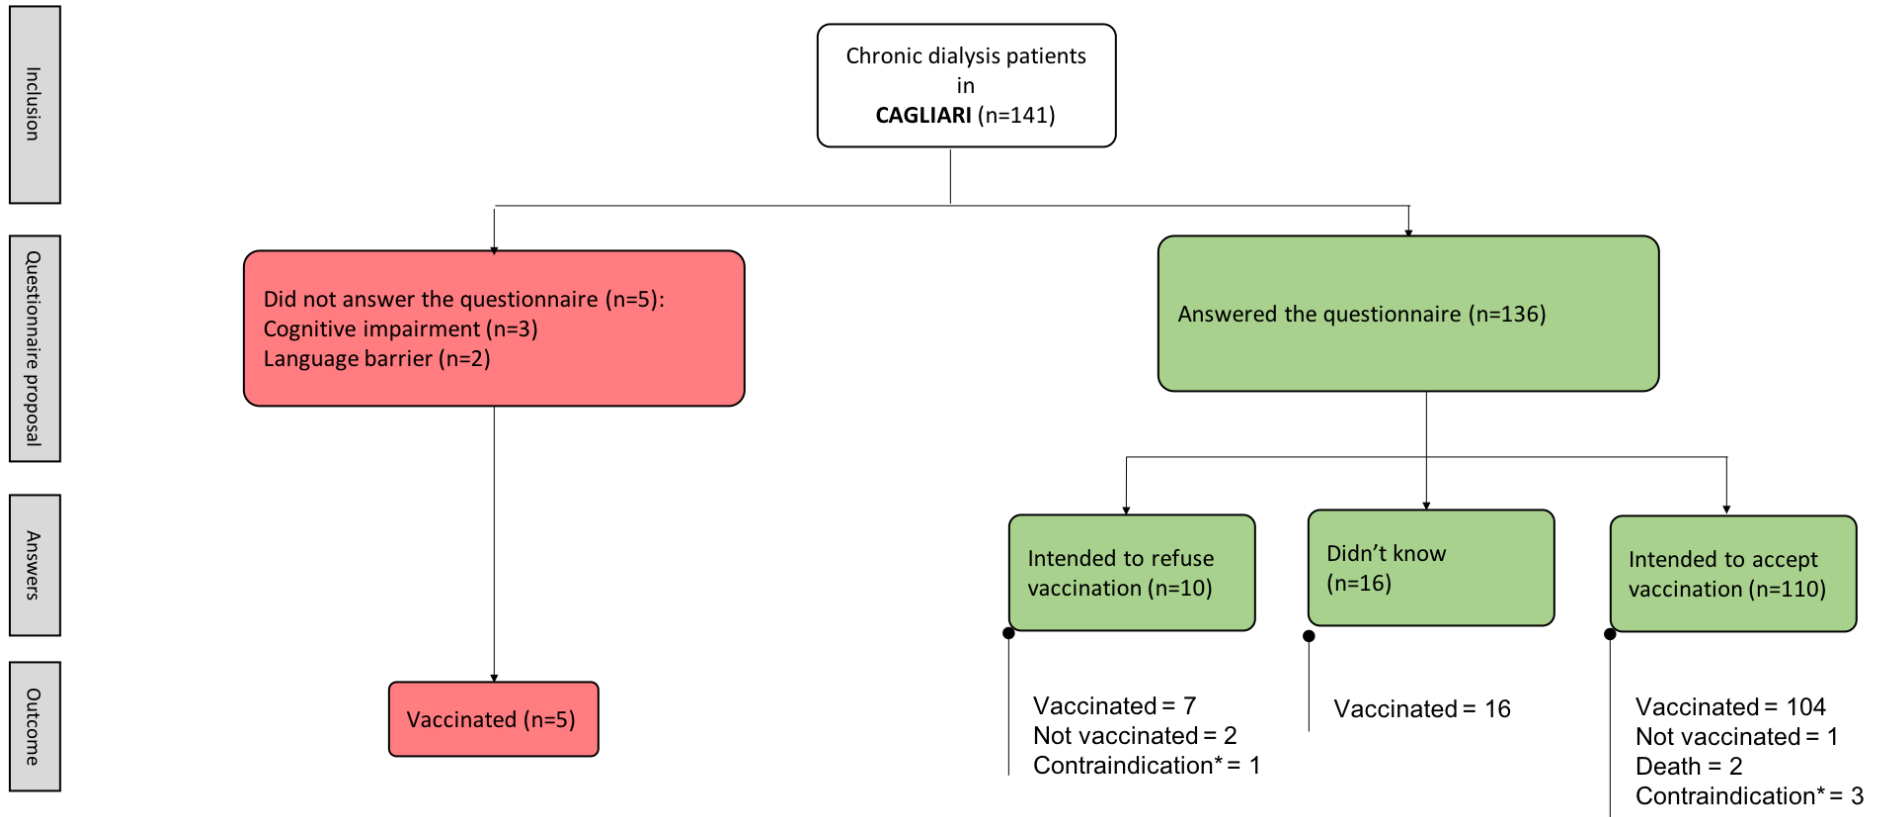 Inclusion
Chronic dialysis patients
in
CAGLIARI (n=141)
Questionnaire proposal
Did not answer the questionnaire (n=5):
Cognitive impairment (n=3)
Language barrier (n=2)
Answered the questionnaire (n=136)
Answers
Intended to refuse
vaccination (n=10)
Didn’t know
(n=16)
Intended to accept
vaccination (n=110)
Outcome
Vaccinated (n=5)
Vaccinated = 7
Not vaccinated = 2
Contraindication* = 1
Vaccinated = 16
Vaccinated = 104
Not vaccinated = 1
Death = 2
Contraindication* = 3